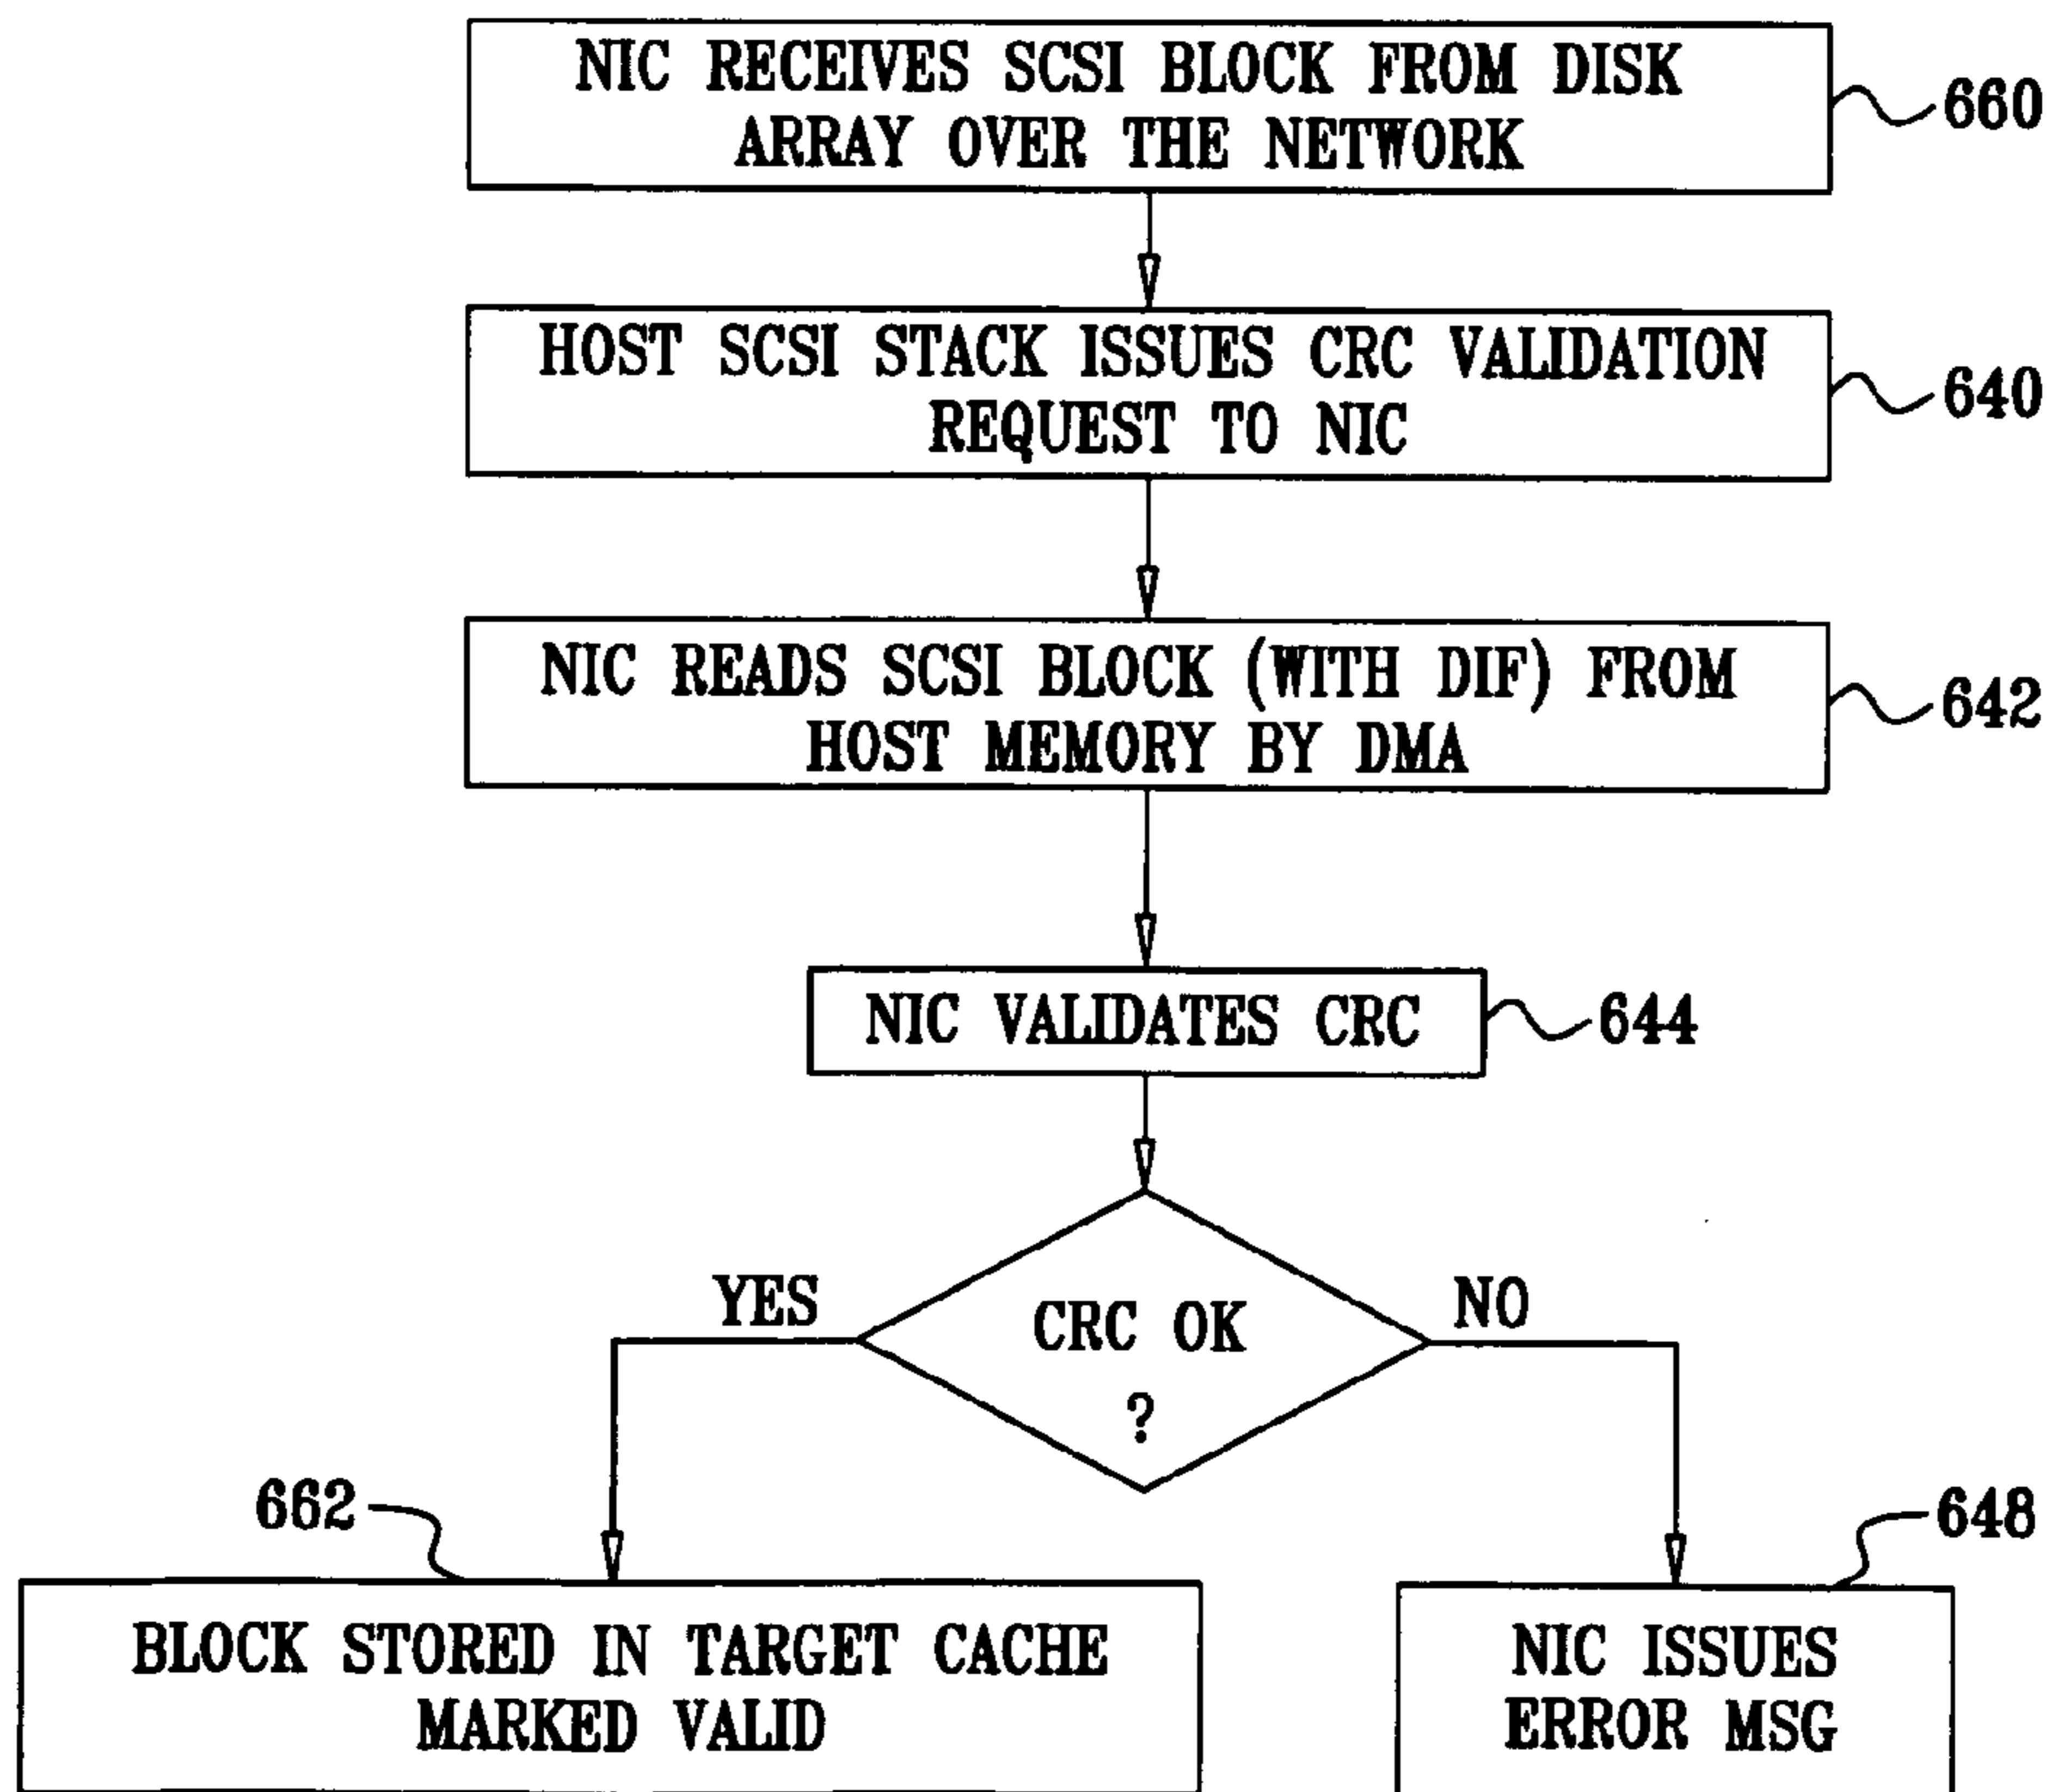 NIC RECEIVES SCSI BLOCK FROM DISK
ARRAY OVER THE NETWORK
660
HOST SCSI STACK ISSUES CRC VALIDATION
REQUEST TO NIC
640
NIC READS SCSI BLOCK (WITH DIF) FROM
HOST MEMORY BY DMA
642
NIC VALIDATES CRC
644
YES
CRC OK
?
NO
662
648
BLOCK STORED IN TARGET CACHE
MARKED VALID
NIC ISSUES
ERROR MSG